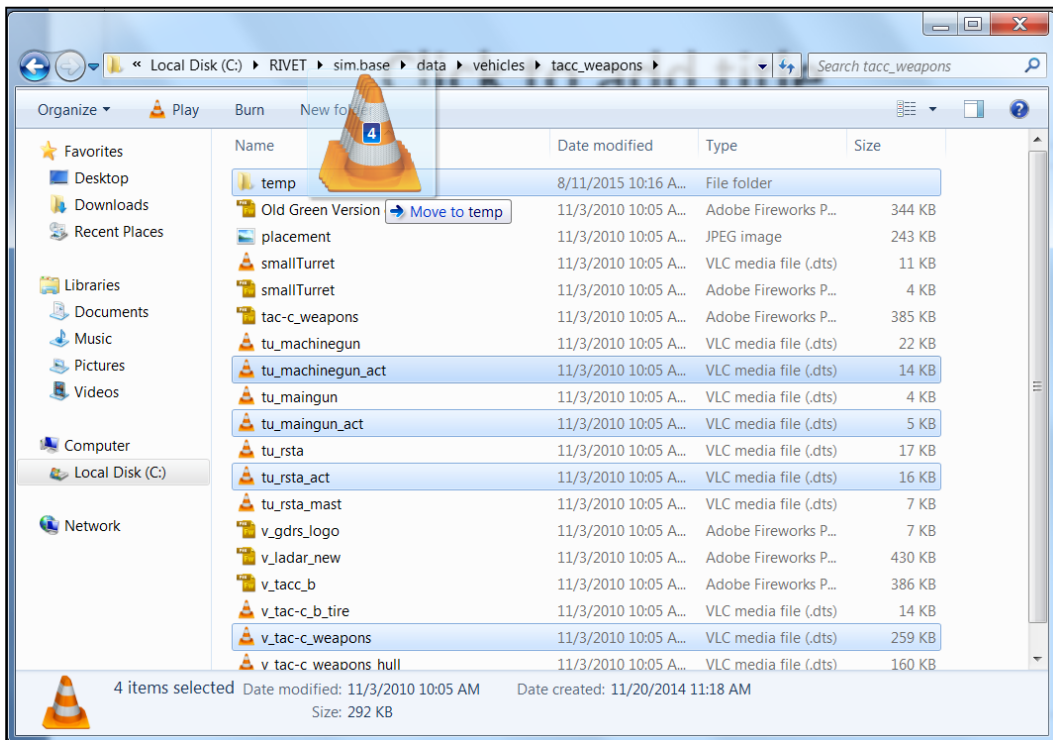 Click to add title
« Local Disk (C:) ▸ RIVET ▸ sim.base ▸ data ▸ vehicles ▸ tacc_weapons ▸ Search tacc_weapons
Organize ▾ Play Burn New folder
Favorites
Desktop
Downloads
Recent Places
Libraries
Documents
Music
Pictures
Videos
Computer
Local Disk (C:)
Network
Name Date modified Type Size
4
temp 8/11/2015 10:16 A... File folder
Old Green Version 11/3/2010 10:05 A... Adobe Fireworks P... 344 KB
Move to temp
placement 11/3/2010 10:05 A... JPEG image 243 KB
smallTurret 11/3/2010 10:05 A... VLC media file (.dts) 11 KB
smallTurret 11/3/2010 10:05 A... Adobe Fireworks P... 4 KB
tac-c_weapons 11/3/2010 10:05 A... Adobe Fireworks P... 385 KB
tu_machinegun 11/3/2010 10:05 A... VLC media file (.dts) 22 KB
tu_machinegun_act 11/3/2010 10:05 A... VLC media file (.dts) 14 KB
tu_maingun 11/3/2010 10:05 A... VLC media file (.dts) 4 KB
tu_maingun_act 11/3/2010 10:05 A... VLC media file (.dts) 5 KB
tu_rsta 11/3/2010 10:05 A... VLC media file (.dts) 17 KB
tu_rsta_act 11/3/2010 10:05 A... VLC media file (.dts) 16 KB
tu_rsta_mast 11/3/2010 10:05 A... VLC media file (.dts) 7 KB
v_gdrs_logo 11/3/2010 10:05 A... Adobe Fireworks P... 7 KB
v_ladar_new 11/3/2010 10:05 A... Adobe Fireworks P... 430 KB
v_tacc_b 11/3/2010 10:05 A... Adobe Fireworks P... 386 KB
v_tac-c_b_tire 11/3/2010 10:05 A... VLC media file (.dts) 14 KB
v_tac-c_weapons 11/3/2010 10:05 A... VLC media file (.dts) 259 KB
v_tac-c_weapons_hull 11/3/2010 10:05 A... VLC media file (.dts) 160 KB
4 items selected Date modified: 11/3/2010 10:05 AM Date created: 11/20/2014 11:18 AM
Size: 292 KB